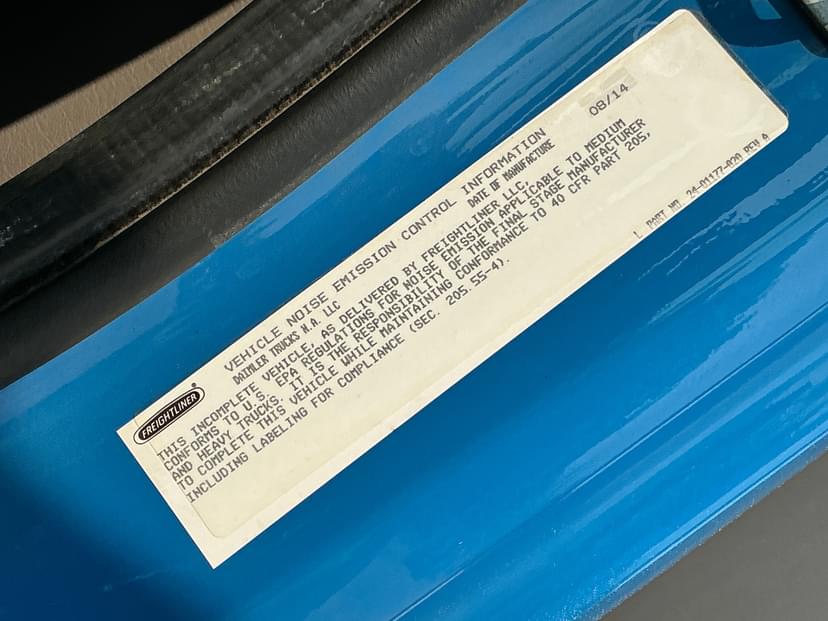 FREIGHTLINER
VEHICLE NOISE EMISSION CONTROL INFORMATION
DAIMLER TRUCKS N.A. LLC DATE OF MANUFACTURE 08/14
THIS INCOMPLETE VEHICLE, AS DELIVERED BY FREIGHTLINER LLC,
CONFORMS TO U.S. EPA REGULATIONS FOR NOISE EMISSION APPLICABLE TO MEDIUM
AND HEAVY TRUCKS. IT IS THE RESPONSIBILITY OF THE FINAL STAGE MANUFACTURER
TO COMPLETE THIS VEHICLE WHILE MAINTAINING CONFORMANCE TO 40 CFR PART 205,
INCLUDING LABELING FOR COMPLIANCE (SEC. 205.55-4).
L PART NO. 24-01177-020 REV A